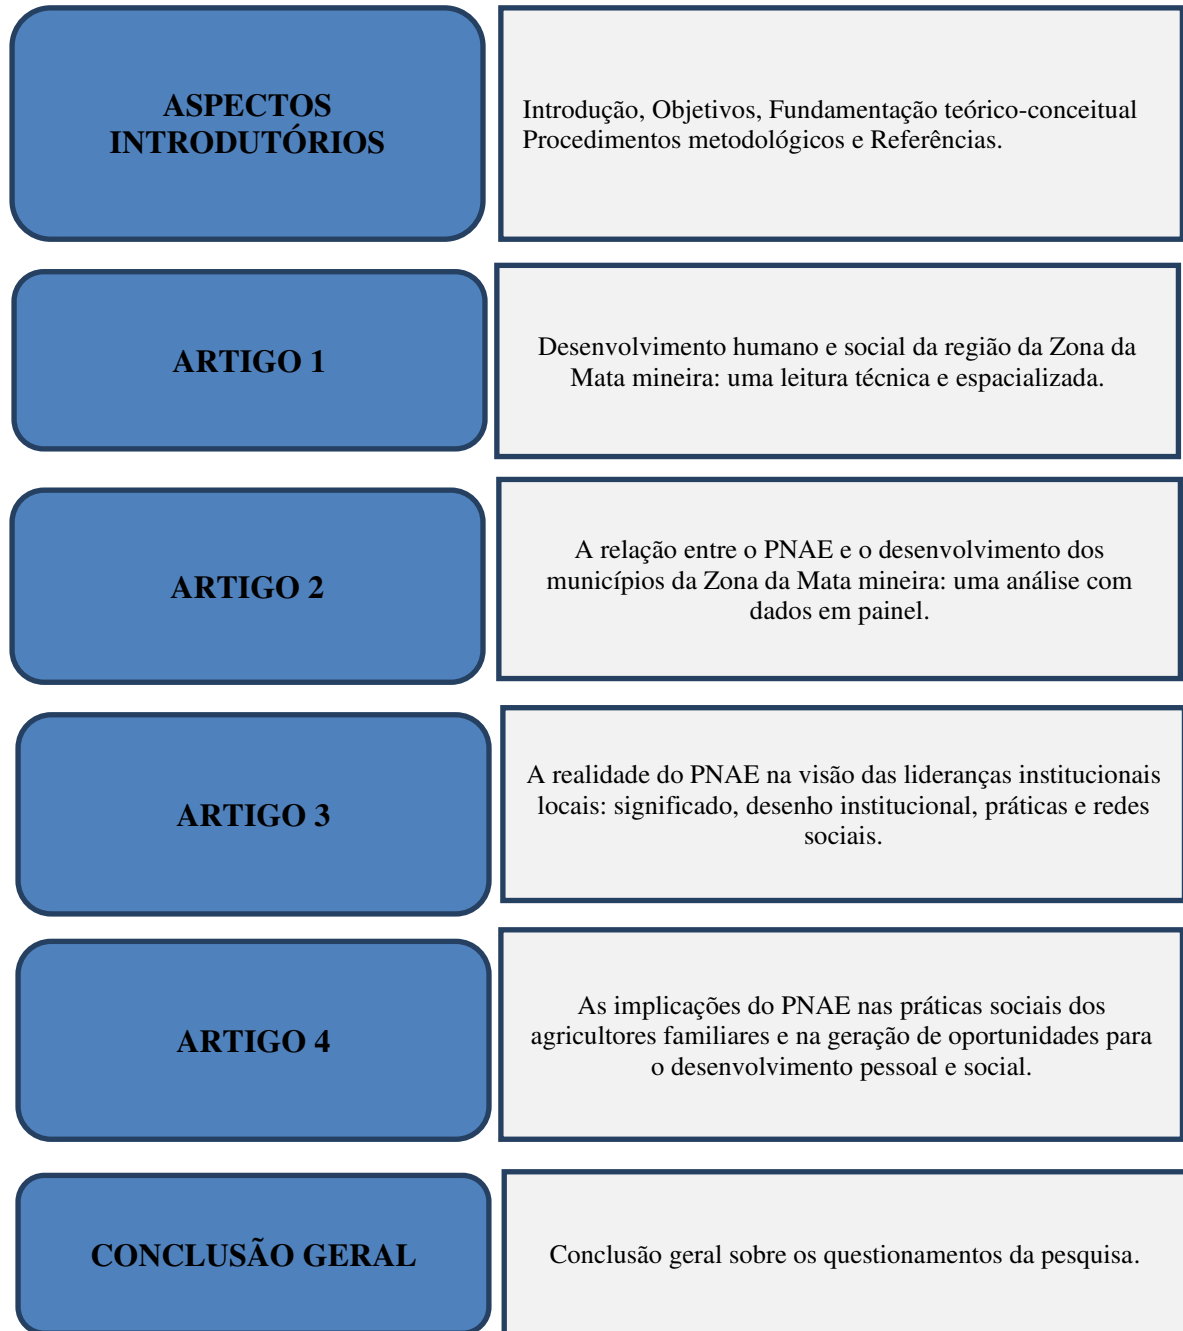 ASPECTOS
INTRODUTÓRIOS
Introdução, Objetivos, Fundamentação teórico-conceitual
Procedimentos metodológicos e Referências.
ARTIGO 1
Desenvolvimento humano e social da região da Zona da
Mata mineira: uma leitura técnica e espacializada.
ARTIGO 2
A relação entre o PNAE e o desenvolvimento dos
municípios da Zona da Mata mineira: uma análise com
dados em painel.
ARTIGO 3
A realidade do PNAE na visão das lideranças institucionais
locais: significado, desenho institucional, práticas e redes
sociais.
ARTIGO 4
As implicações do PNAE nas práticas sociais dos
agricultores familiares e na geração de oportunidades para
o desenvolvimento pessoal e social.
CONCLUSÃO GERAL
Conclusão geral sobre os questionamentos da pesquisa.